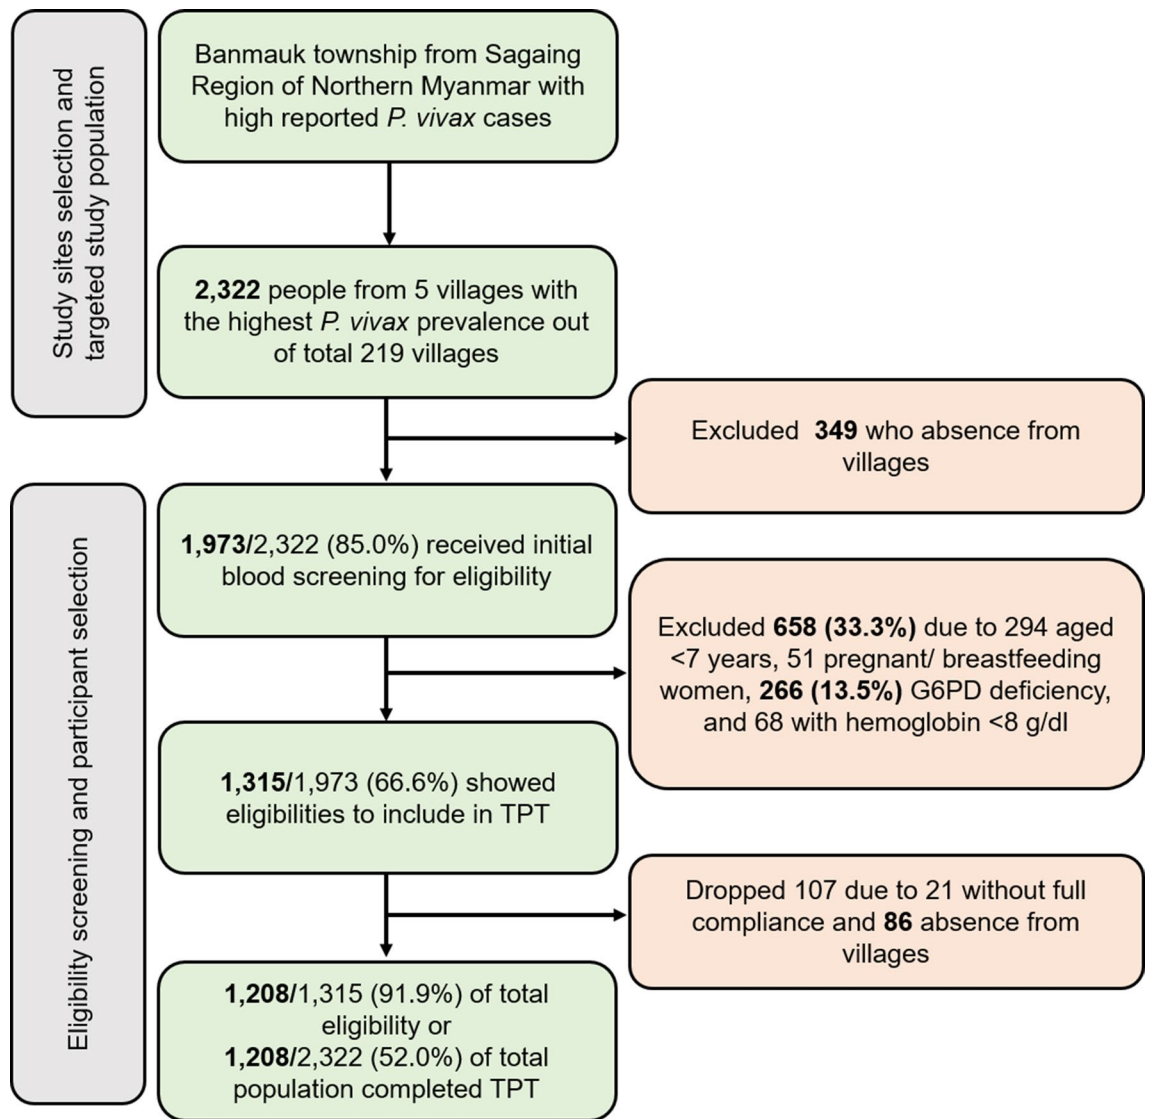 Study sites selection and
targeted study population
Banmauk township from Sagaing
Region of Northern Myanmar with
high reported P. vivax cases
2,322 people from 5 villages with
the highest P. vivax prevalence out
of total 219 villages
Excluded 349 who absence from
villages
Eligibility screening and participant selection
1,973/2,322 (85.0%) received initial
blood screening for eligibility
Excluded 658 (33.3%) due to 294 aged
<7 years, 51 pregnant/ breastfeeding
women, 266 (13.5%) G6PD deficiency,
and 68 with hemoglobin <8 g/dl
1,315/1,973 (66.6%) showed
eligibilities to include in TPT
Dropped 107 due to 21 without full
compliance and 86 absence from
villages
1,208/1,315 (91.9%) of total
eligibility or
1,208/2,322 (52.0%) of total
population completed TPT